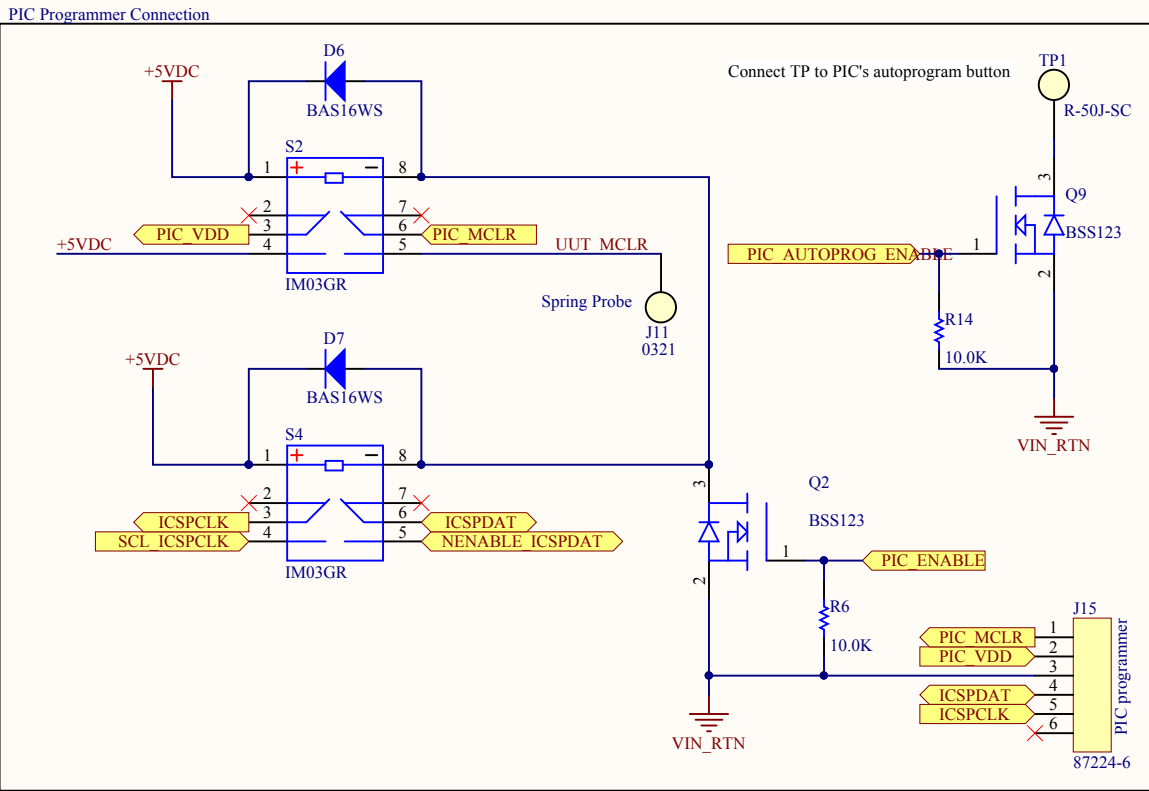 PIC Programmer Connection
D6
+5VDC
BAS16WS
S2
1
+
−
8
2
7
PIC_VDD
3
6
PIC_MCLR
+5VDC
4
5
UUT_MCLR
IM03GR
Spring Probe
J11
0321
Connect TP to PIC's autoprogram button
TP1
R-50J-SC
3
Q9
BSS123
PIC_AUTOPROG_ENABLE
1
2
R14
10.0K
VIN_RTN
D7
+5VDC
BAS16WS
S4
1
+
−
8
2
7
ICSPCLK
3
6
ICSPDAT
SCL_ICSPCLK
4
5
NENABLE_ICSPDAT
IM03GR
3
Q2
BSS123
1
PIC_ENABLE
2
R6
10.0K
VIN_RTN
J15
PIC_MCLR
1
PIC_VDD
2
3
ICSPDAT
4
ICSPCLK
5
6
PIC programmer
87224-6